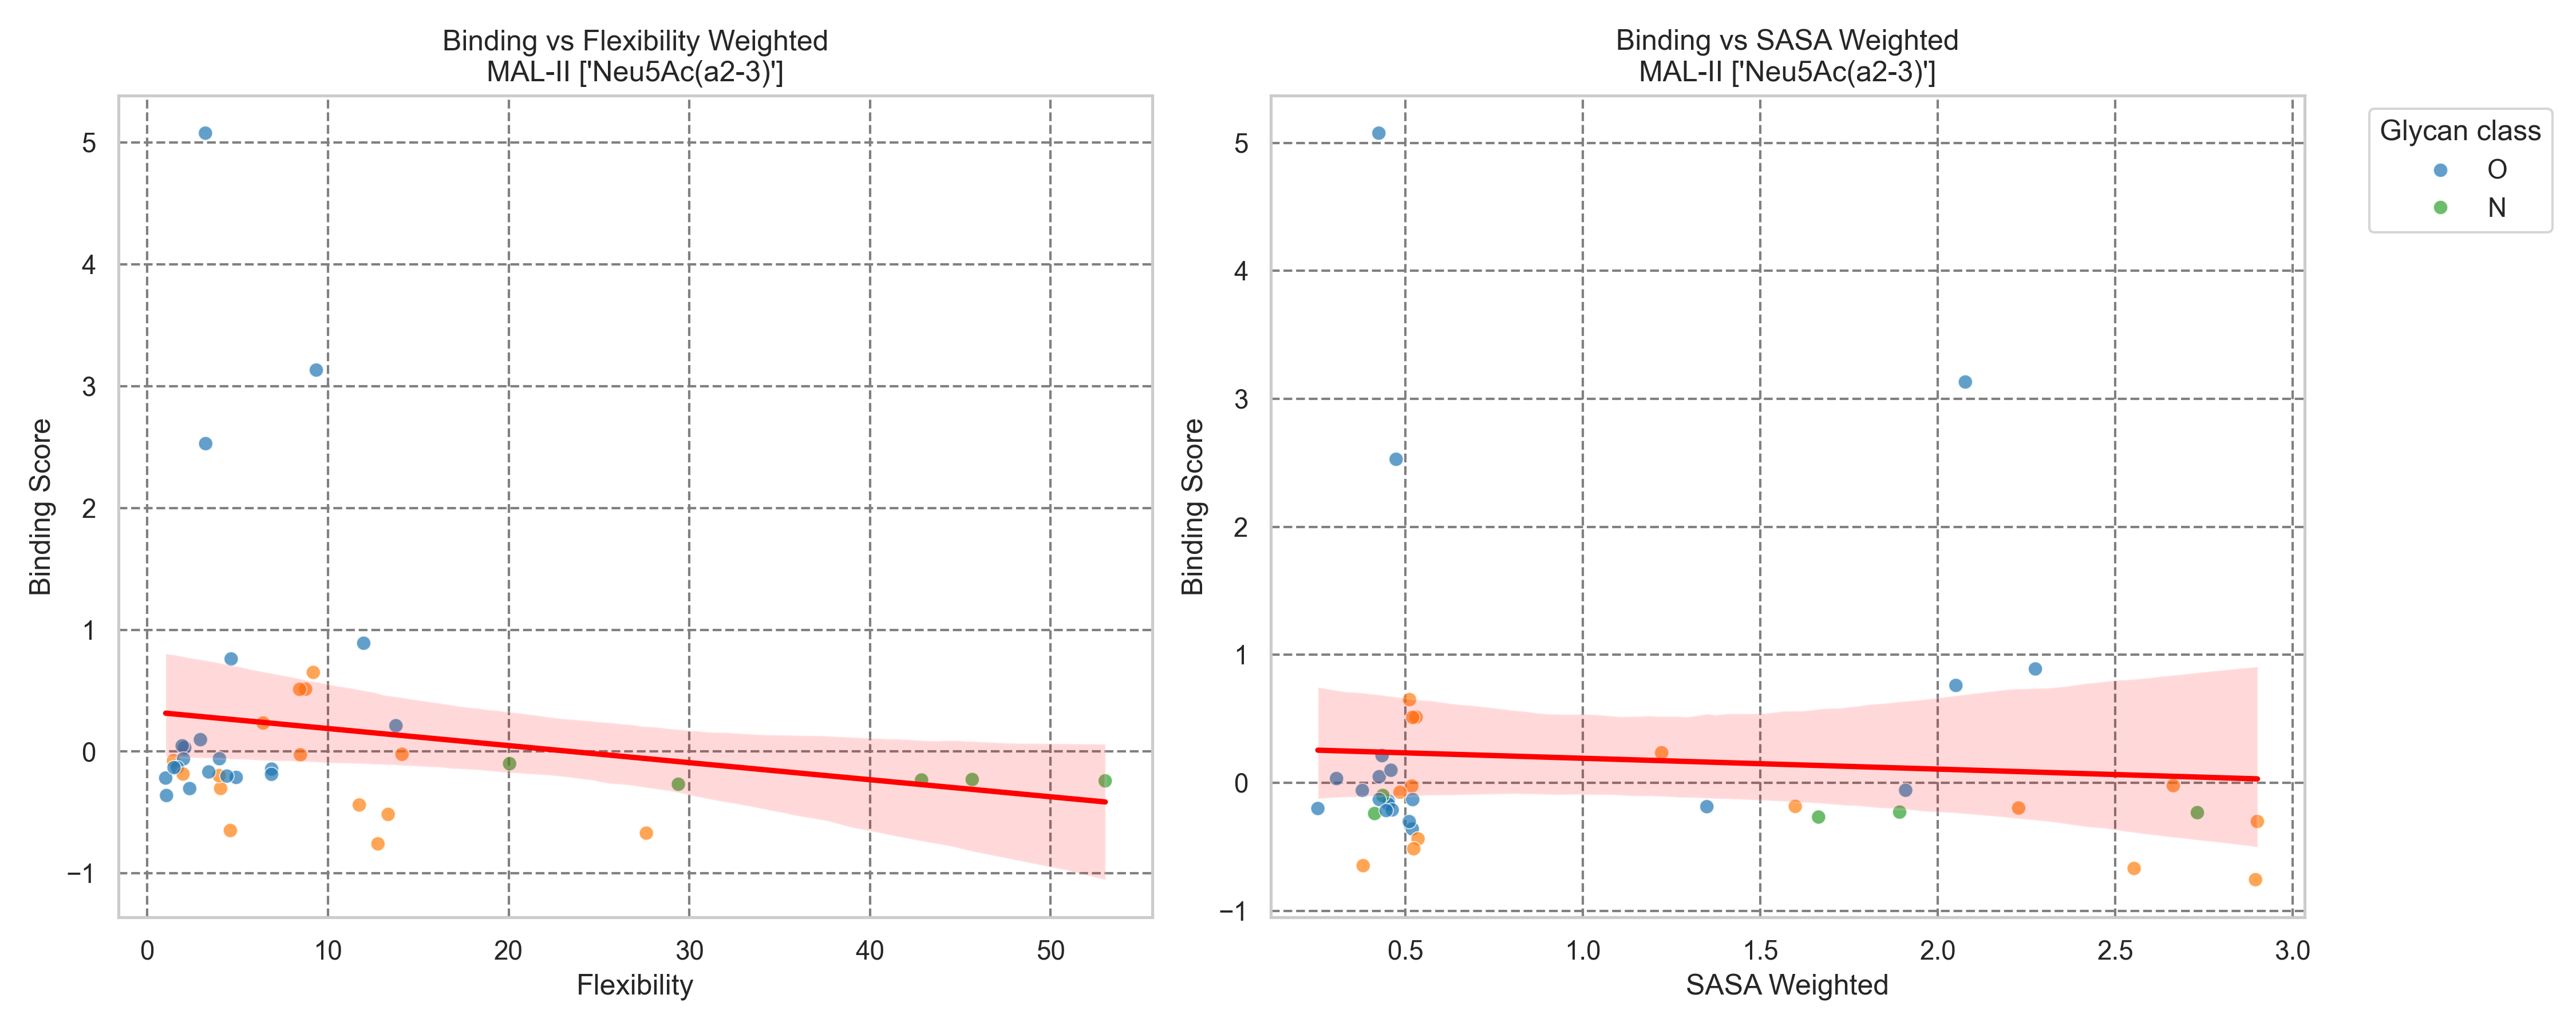 Binding vs Flexibility Weighted
MAL-II ['Neu5Ac(a2-3)']
5
4
3
2
1
0
−1
Binding Score
0 10 20 30 40 50
Flexibility
Binding vs SASA Weighted
MAL-II ['Neu5Ac(a2-3)']
5
4
3
2
1
0
−1
Binding Score
0.5 1.0 1.5 2.0 2.5 3.0
SASA Weighted
Glycan class
O
N